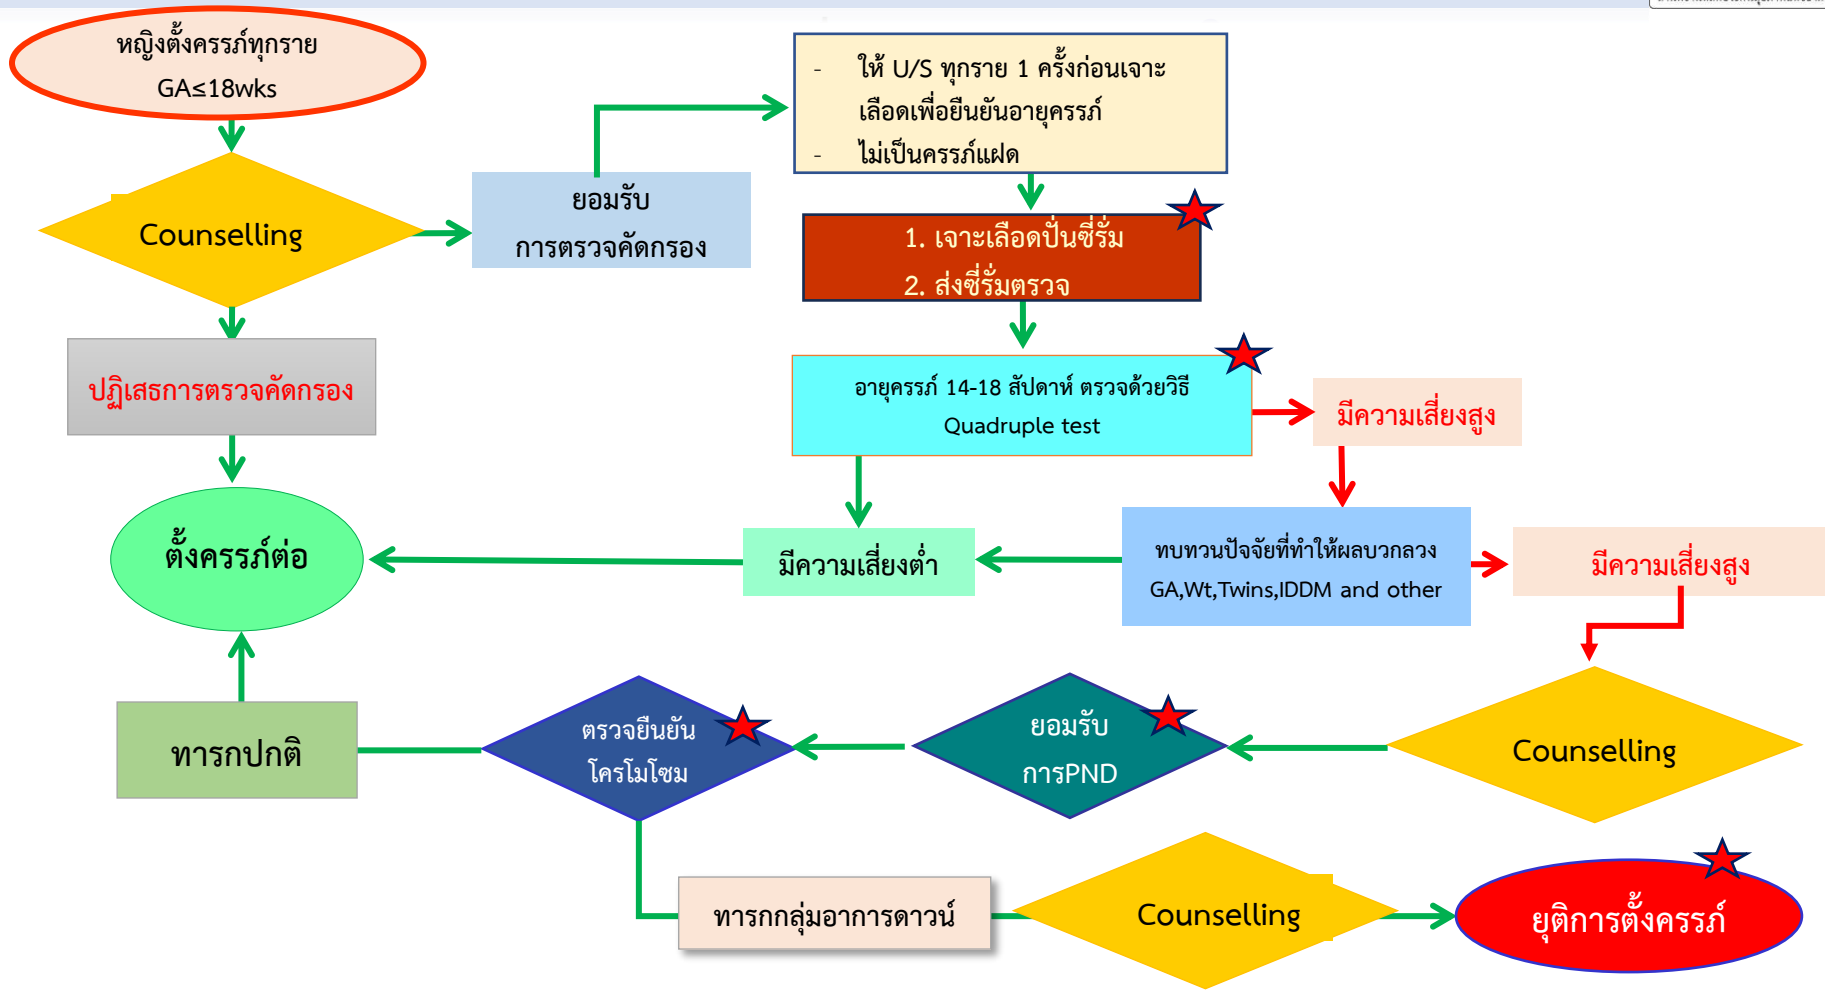 หญิงตั้งครรภ์ทุกราย
GA≤18wks
Counselling
ยอมรับ
การตรวจคัดกรอง
- ให้ U/S ทุกราย 1 ครั้งก่อนเจาะ
เลือดเพื่อยืนยันอายุครรภ์
- ไม่เป็นครรภ์แฝด
1. เจาะเลือดปั่นซี่รั่ม
2. ส่งซี่รั่มตรวจ
ปฏิเสธการตรวจคัดกรอง
อายุครรภ์ 14-18 สัปดาห์ ตรวจด้วยวิธี
Quadruple test
มีความเสี่ยงสูง
ตั้งครรภ์ต่อ
มีความเสี่ยงต่ำ
ทบทวนปัจจัยที่ทำให้ผลบวกลวง
GA,Wt,Twins,IDDM and other
มีความเสี่ยงสูง
ทารกปกติ
ตรวจยืนยัน
โครโมโซม
ยอมรับ
การPND
Counselling
ทารกกลุ่มอาการดาวน์
Counselling
ยุติการตั้งครรภ์